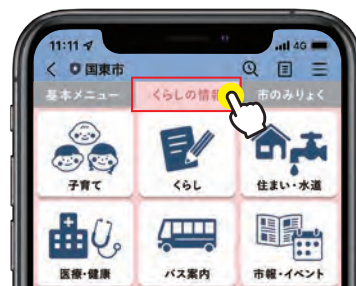 11:11
4G
国東市
基本メニュー
くらしの情報
市のみりょく
子育て
くらし
住まい・水道
医療・健康
バス案内
市報・イベント